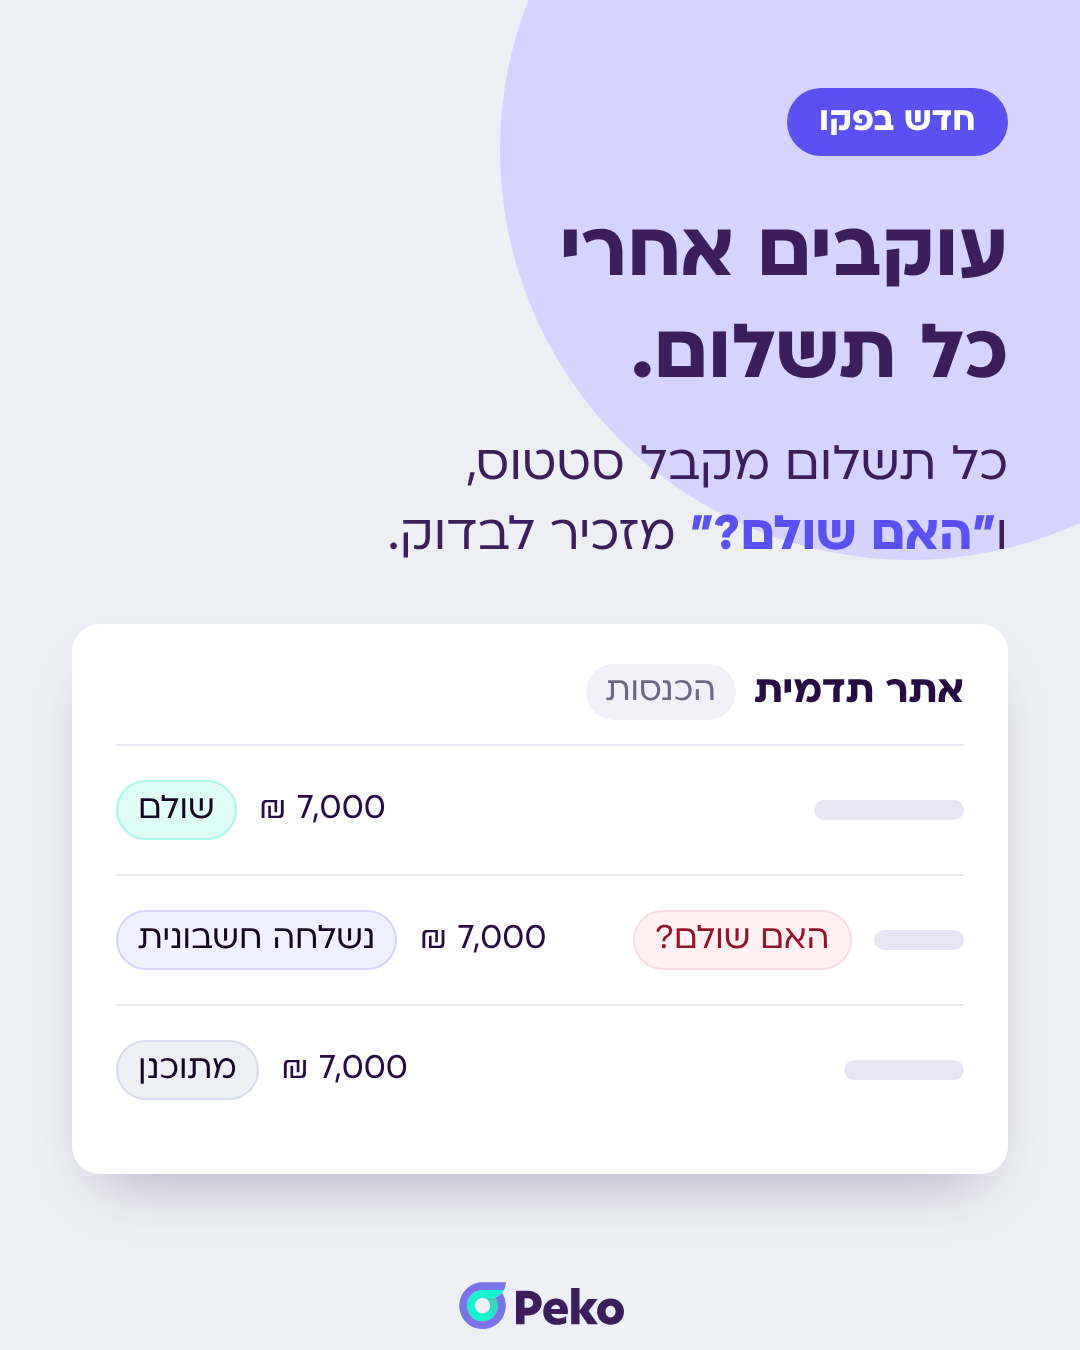 חדש בפקו
עוקבים אחרי
כל תשלום.
כל תשלום מקבל סטטוס,
ו"האם שולם?" מזכיר לבדוק.
אתר תדמית הכנסות
7,000 ₪ שולם
האם שולם? 7,000 ₪ נשלחה חשבונית
7,000 ₪ מתוכנן
Peko